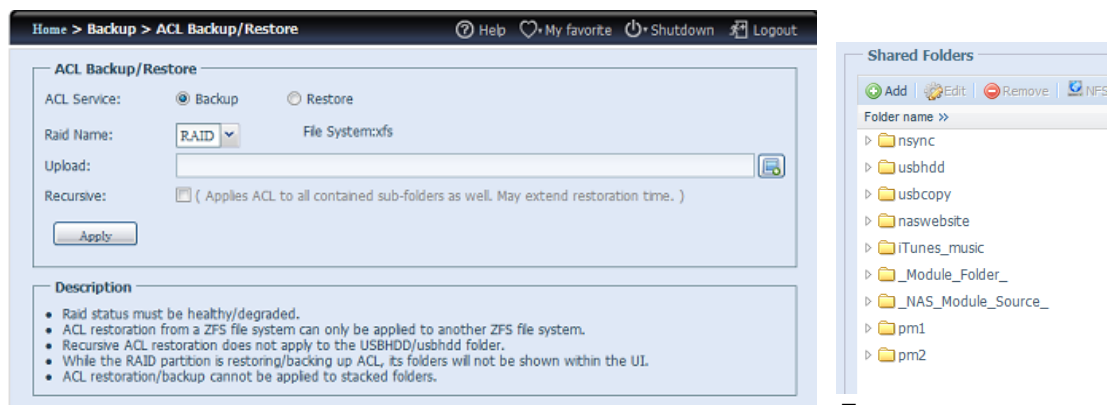 Home > Backup > ACL Backup/Restore
Help My favorite Shutdown Logout
ACL Backup/Restore
ACL Service: Backup Restore
Raid Name: RAID File System:xfs
Upload:
Recursive: ( Applies ACL to all contained sub-folders as well. May extend restoration time. )
Apply
Description
Raid status must be healthy/degraded.
ACL restoration from a ZFS file system can only be applied to another ZFS file system.
Recursive ACL restoration does not apply to the USBHDD/usbhdd folder.
While the RAID partition is restoring/backing up ACL, its folders will not be shown within the UI.
ACL restoration/backup cannot be applied to stacked folders.
Shared Folders
Add Edit Remove NFS
Folder name »
nsync
usbhdd
usbcopy
naswebsite
iTunes_music
_Module_Folder_
_NAS_Module_Source_
pm1
pm2